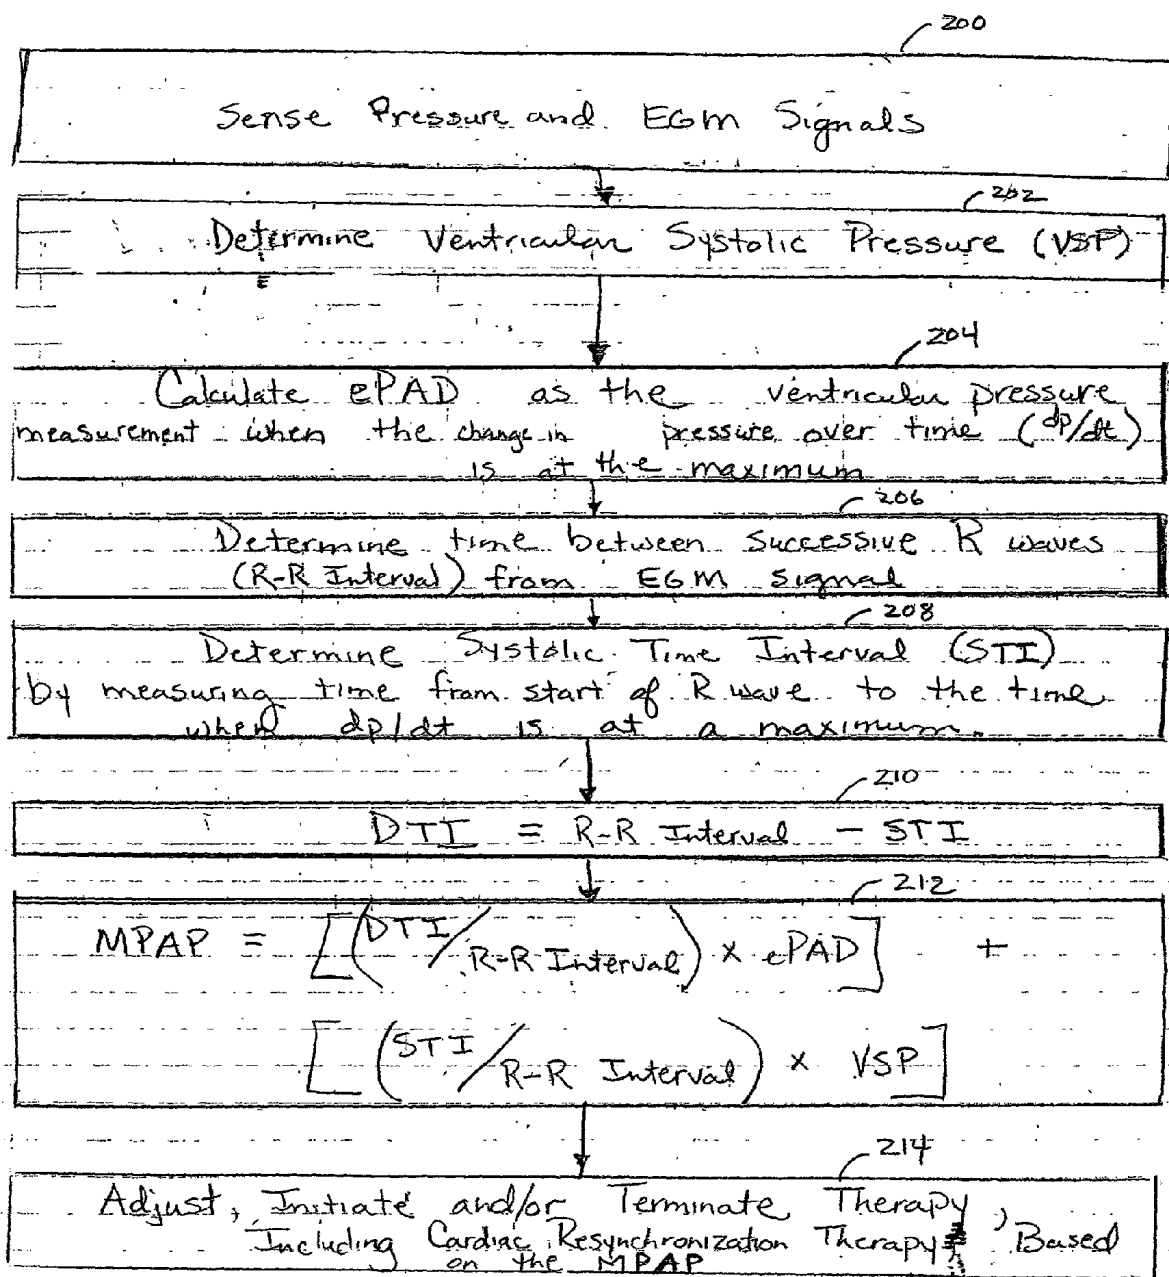 200
Sense Pressure and EGM Signals
202
Determine Ventricular Systolic Pressure (VSP)
204
Calculate ePAD as the ventricular pressure
measurement when the change in pressure over time (dp/dt)
is at the maximum
206
Determine time between successive R waves
(R-R Interval) from EGM signal
208
Determine Systolic Time Interval (STI)
by measuring time from start of R wave to the time
when dp/dt is at a maximum.
210
DTI = R-R Interval - STI
212
MPAP = [(DTI/R-R Interval) x ePAD] +
[(STI/R-R Interval) x VSP]
214
Adjust, Initiate and/or Terminate Therapy,
Including Cardiac Resynchronization Therapy, Based
on the MPAP